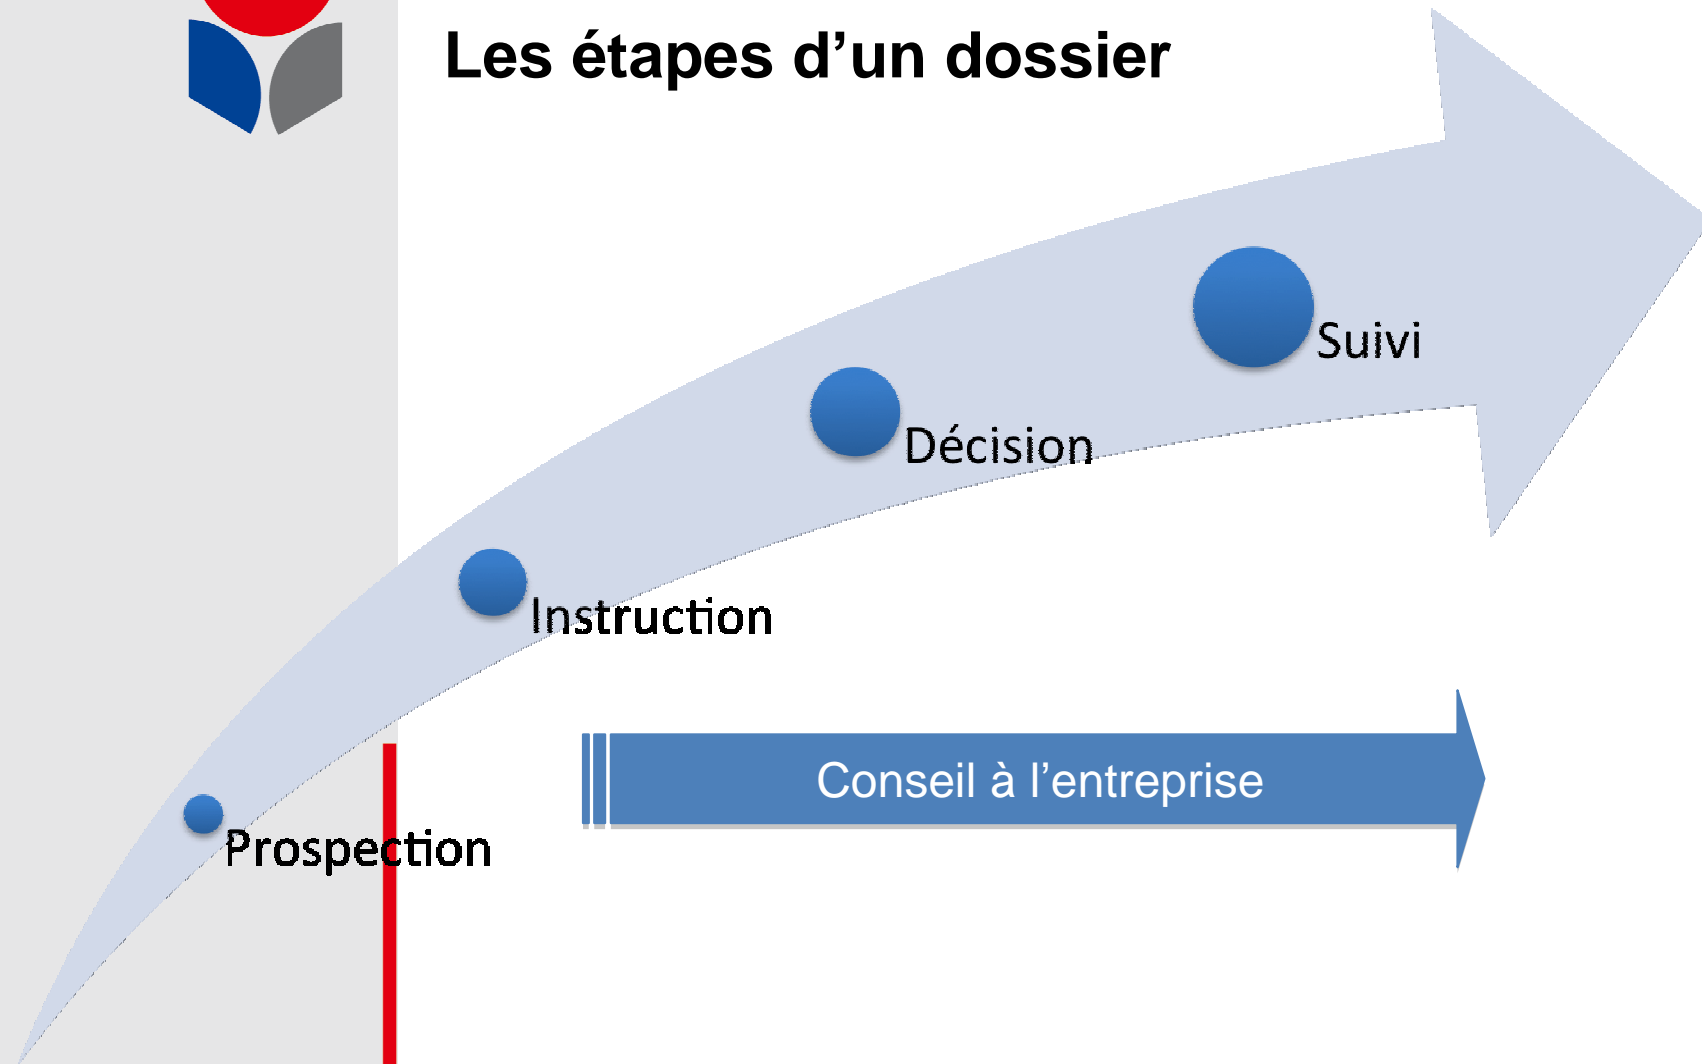 Les étapes d’un dossier
Suivi
Décision
Instruction
Conseil à l’entreprise
Prospection